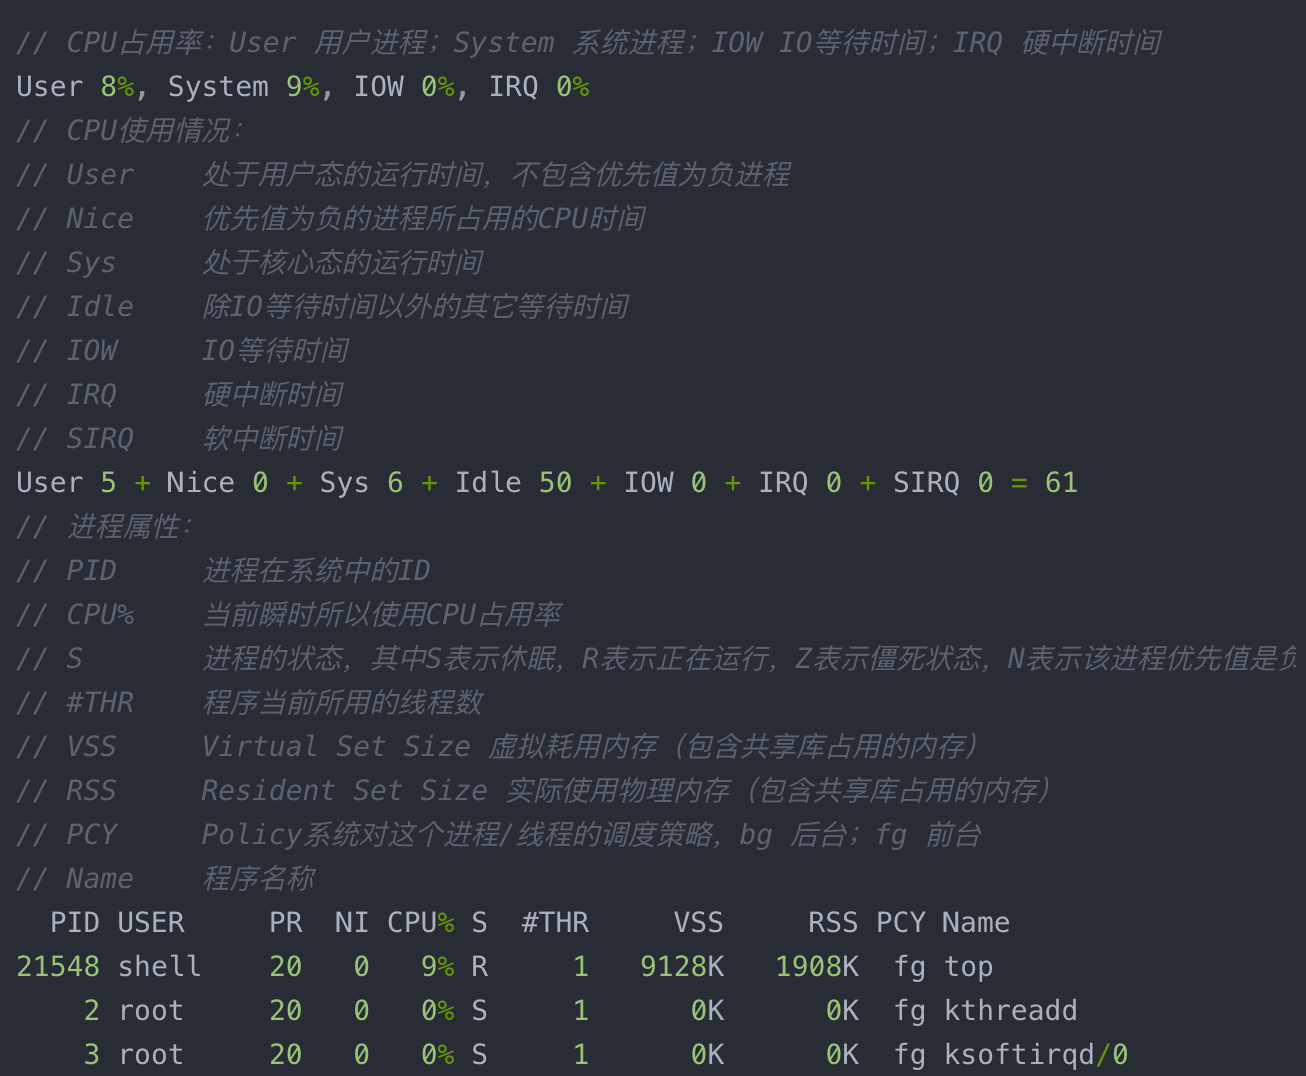 // CPU占用率：User 用户进程；System 系统进程；IOW IO等待时间；IRQ 硬中断时间
User 8%, System 9%, IOW 0%, IRQ 0%
// CPU使用情况：
// User    处于用户态的运行时间，不包含优先值为负进程
// Nice    优先值为负的进程所占用的CPU时间
// Sys     处于核心态的运行时间
// Idle    除IO等待时间以外的其它等待时间
// IOW     IO等待时间
// IRQ     硬中断时间
// SIRQ    软中断时间
User 5 + Nice 0 + Sys 6 + Idle 50 + IOW 0 + IRQ 0 + SIRQ 0 = 61
// 进程属性：
// PID     进程在系统中的ID
// CPU%    当前瞬时所以使用CPU占用率
// S       进程的状态，其中S表示休眠，R表示正在运行，Z表示僵死状态，N表示该进程优先值是负
// #THR    程序当前所用的线程数
// VSS     Virtual Set Size 虚拟耗用内存（包含共享库占用的内存）
// RSS     Resident Set Size 实际使用物理内存（包含共享库占用的内存）
// PCY     Policy系统对这个进程/线程的调度策略，bg 后台；fg 前台
// Name    程序名称
  PID USER     PR  NI CPU% S  #THR     VSS     RSS PCY Name
21548 shell    20   0   9% R     1   9128K   1908K  fg top
    2 root     20   0   0% S     1      0K      0K  fg kthreadd
    3 root     20   0   0% S     1      0K      0K  fg ksoftirqd/0